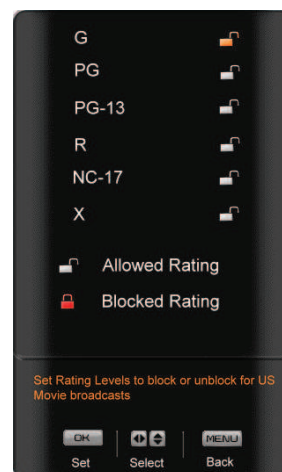 G
PG
PG-13
R
NC-17
X
Allowed Rating
Blocked Rating
Set Rating Levels to block or unblock for US
Movie broadcasts
OK MENU
Set Select Back